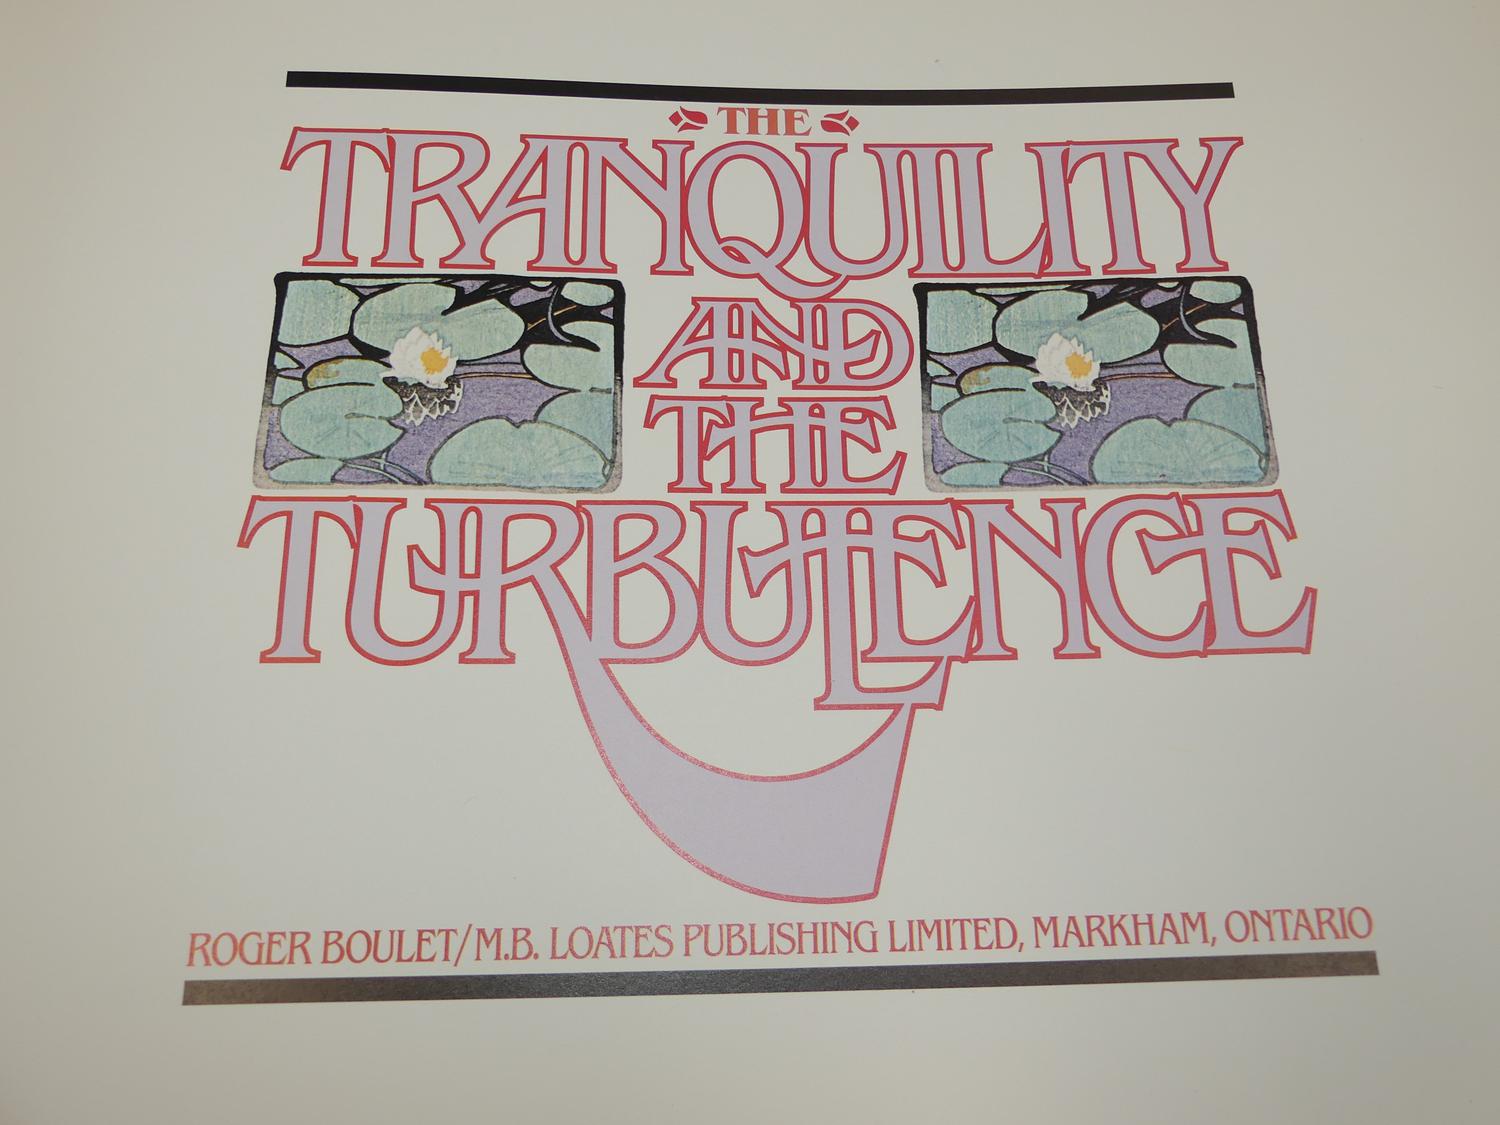 THE
TRANQUILITY
AND
THE
TURBULENCE
ROGER BOULET/M.B. LOATES PUBLISHING LIMITED, MARKHAM, ONTARIO